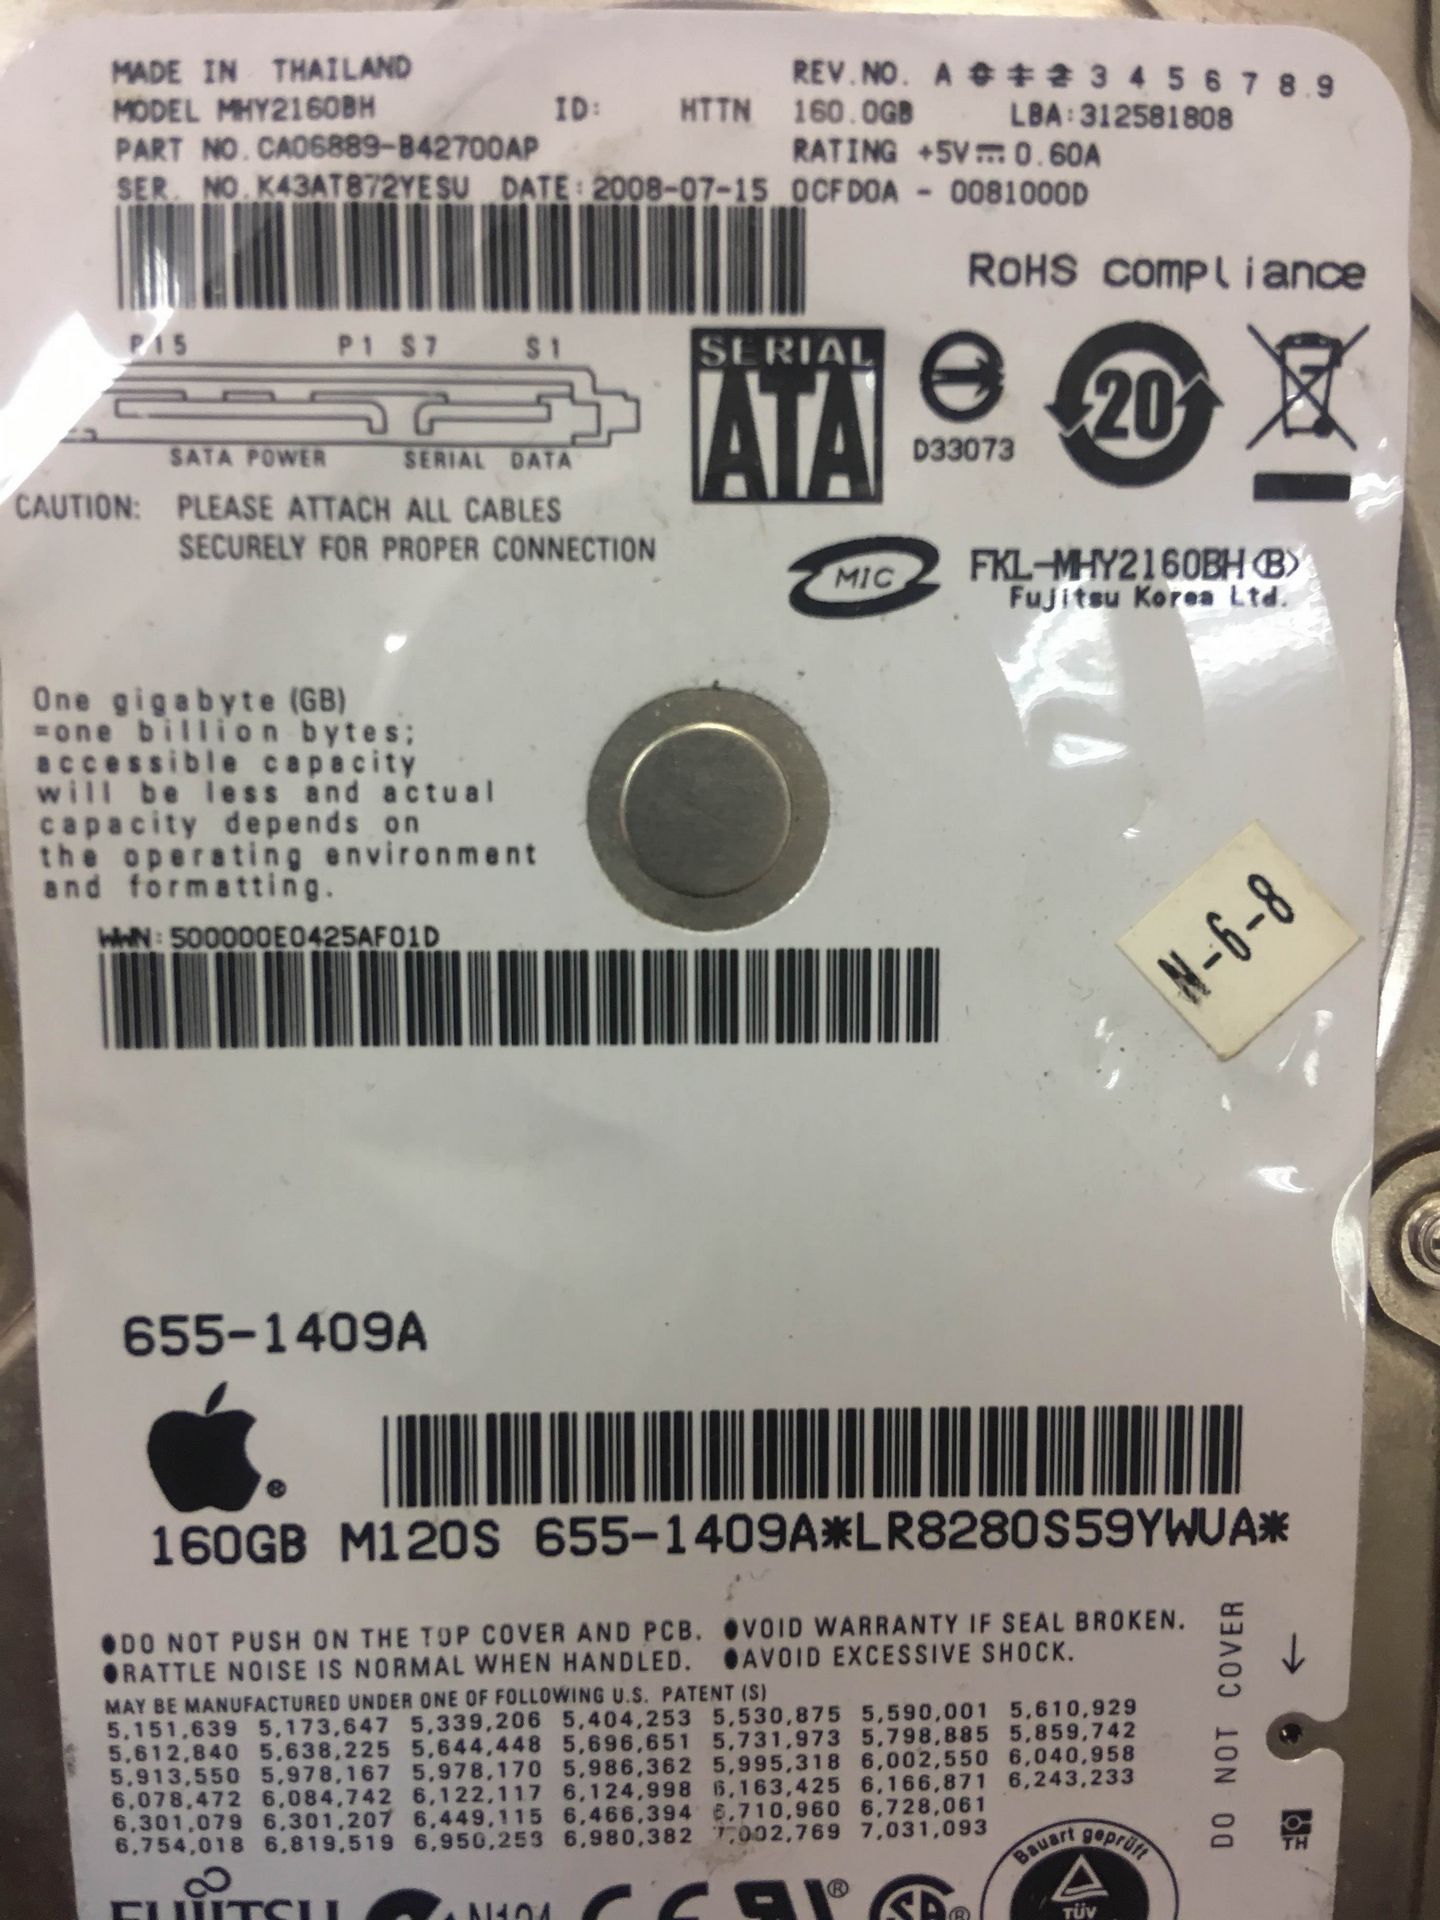 MADE IN THAILAND
REV.NO. A 0 1 2 3 4 5 6 7 8 9
MODEL MHY2160BH ID: HTTN 160.0GB LBA:312581808
PART NO.CA06889-B42700AP RATING +5V⎓0.60A
SER. NO.K43AT872YESU DATE:2008-07-15 0CFD0A - 0081000D
RoHS compliance
P15 P1 S7 S1
SATA POWER SERIAL DATA
SERIAL
ATA
D33073
20
CAUTION: PLEASE ATTACH ALL CABLES
SECURELY FOR PROPER CONNECTION
MIC
FKL-MHY2160BH(B)
Fujitsu Korea Ltd.
One gigabyte (GB)
=one billion bytes;
accessible capacity
will be less and actual
capacity depends on
the operating environment
and formatting.
WWN:500000E0425AF01D
655-1409A
®
160GB M120S 655-1409A*LR8280S59YWUA*
●DO NOT PUSH ON THE TOP COVER AND PCB. ●VOID WARRANTY IF SEAL BROKEN.
●RATTLE NOISE IS NORMAL WHEN HANDLED. ●AVOID EXCESSIVE SHOCK.
MAY BE MANUFACTURED UNDER ONE OF FOLLOWING U.S. PATENT (S)
5,151,639 5,173,647 5,339,206 5,404,253 5,530,875 5,590,001 5,610,929
5,612,840 5,638,225 5,644,448 5,696,651 5,731,973 5,798,885 5,859,742
5,913,550 5,978,167 5,978,170 5,986,362 5,995,318 6,002,550 6,040,958
6,078,472 6,084,742 6,122,117 6,124,998 6,163,425 6,166,871 6,243,233
6,301,079 6,301,207 6,449,115 6,466,394 6,710,960 6,728,061
6,754,018 6,819,519 6,950,253 6,980,382 7,002,769 7,031,093
DO NOT COVER
TH
Bauart geprüft
TÜV
FUJITSU
N104
CE
®
SA
®